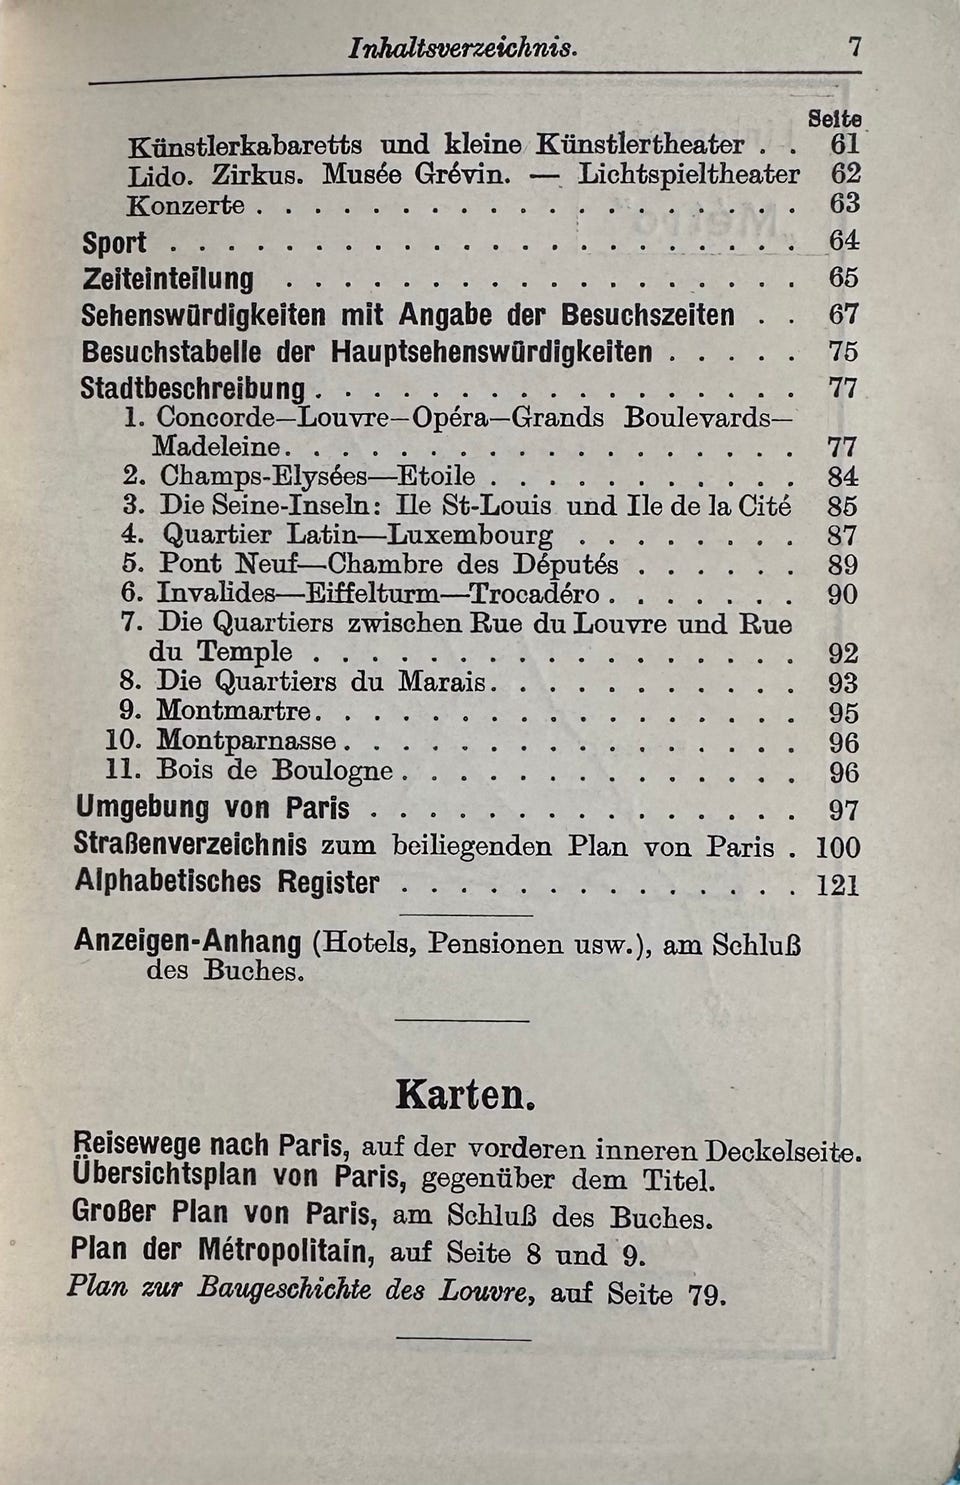 Inhaltsverzeichnis. 7
Seite
Künstlerkabaretts und kleine Künstlertheater . . 61
Lido. Zirkus. Musée Grévin. — Lichtspieltheater 62
Konzerte . . . . . . . . . . . . . . . . . . . 63
Sport . . . . . . . . . . . . . . . . . . . . . . 64
Zeiteinteilung . . . . . . . . . . . . . . . . . . 65
Sehenswürdigkeiten mit Angabe der Besuchszeiten . . 67
Besuchstabelle der Hauptsehenswürdigkeiten . . . . . 75
Stadtbeschreibung . . . . . . . . . . . . . . . . . 77
1. Concorde—Louvre—Opéra—Grands Boulevards—
Madeleine . . . . . . . . . . . . . . . . . . 77
2. Champs-Elysées—Etoile . . . . . . . . . . . 84
3. Die Seine-Inseln: Ile St-Louis und Ile de la Cité 85
4. Quartier Latin—Luxembourg . . . . . . . . 87
5. Pont Neuf—Chambre des Députés . . . . . . 89
6. Invalides—Eiffelturm—Trocadéro . . . . . . . 90
7. Die Quartiers zwischen Rue du Louvre und Rue
du Temple . . . . . . . . . . . . . . . . . 92
8. Die Quartiers du Marais . . . . . . . . . . . 93
9. Montmartre . . . . . . . . . . . . . . . . . 95
10. Montparnasse . . . . . . . . . . . . . . . . 96
11. Bois de Boulogne . . . . . . . . . . . . . . 96
Umgebung von Paris . . . . . . . . . . . . . . . 97
Straßenverzeichnis zum beiliegenden Plan von Paris . 100
Alphabetisches Register . . . . . . . . . . . . . . 121
Anzeigen-Anhang (Hotels, Pensionen usw.), am Schluß
des Buches.
Karten.
Reisewege nach Paris, auf der vorderen inneren Deckelseite.
Übersichtsplan von Paris, gegenüber dem Titel.
Großer Plan von Paris, am Schluß des Buches.
Plan der Métropolitain, auf Seite 8 und 9.
Plan zur Baugeschichte des Louvre, auf Seite 79.